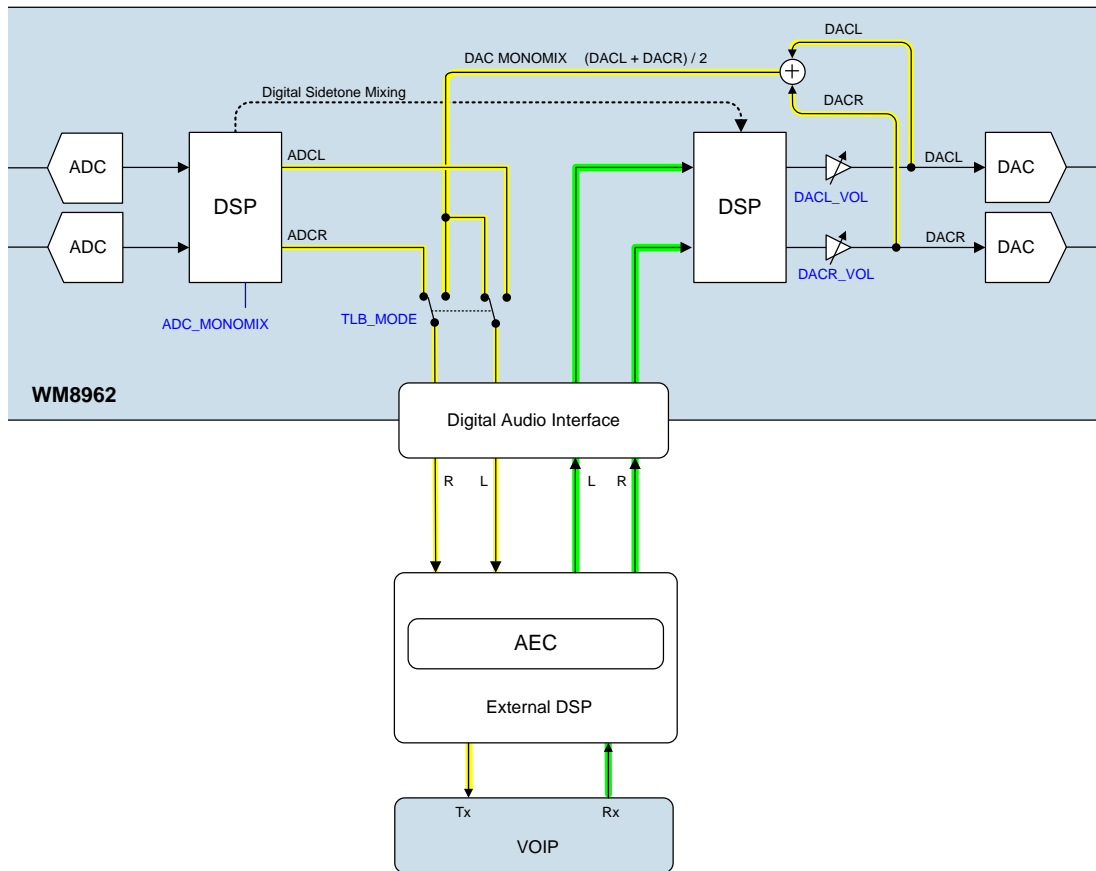 DACL
DAC MONOMIX (DACL + DACR) / 2
Digital Sidetone Mixing
DACR
ADC
DSP
ADCL
DSP
DACL
DAC
DACL_VOL
ADC
ADCR
DACR
DAC
DACR_VOL
ADC_MONOMIX
TLB_MODE
WM8962
Digital Audio Interface
R L L R
AEC
External DSP
Tx Rx
VOIP